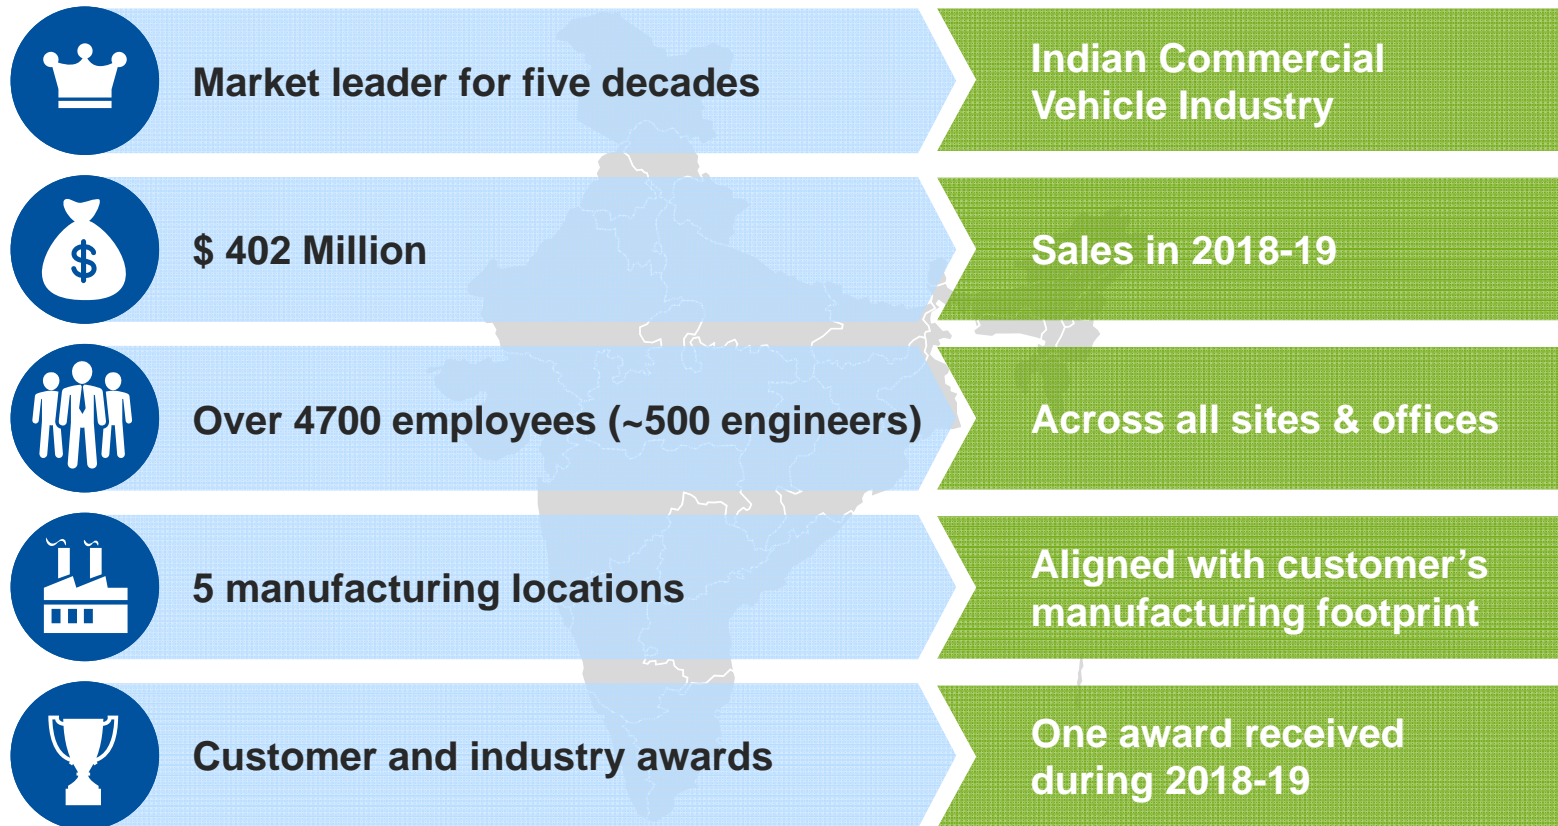 Market leader for five decades
Indian Commercial
Vehicle Industry
$
$ 402 Million
Sales in 2018-19
Over 4700 employees (~500 engineers)
Across all sites & offices
5 manufacturing locations
Aligned with customer’s
manufacturing footprint
Customer and industry awards
One award received
during 2018-19